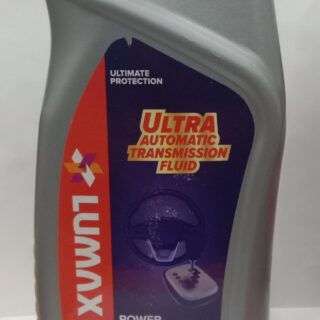 ULTIMATE
PROTECTION
ULTRA
AUTOMATIC
TRANSMISSION
FLUID
LUMAX
POWER